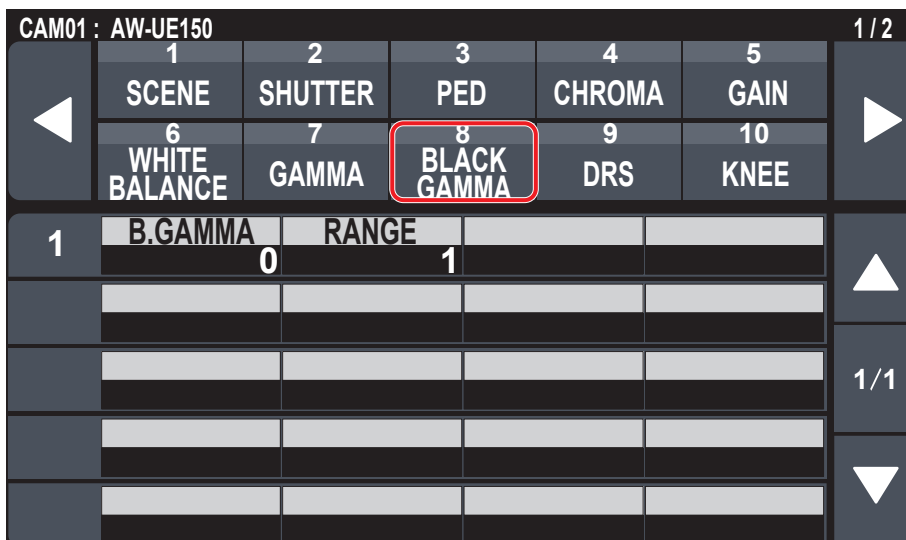 CAM01 : AW-UE150 1 / 2
1 2 3 4 5
SCENE SHUTTER PED CHROMA GAIN
6 7 8 9 10
WHITE BALANCE GAMMA BLACK GAMMA DRS KNEE
1 B.GAMMA RANGE
0 1
1/1